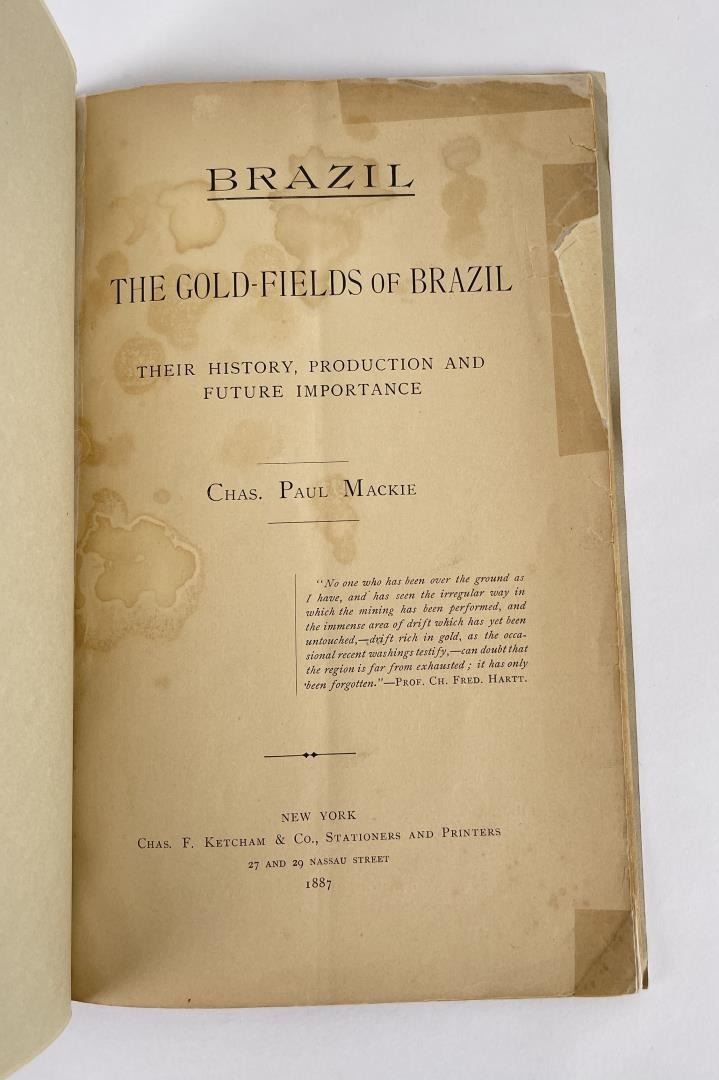 BRAZIL
THE GOLD-FIELDS OF BRAZIL
THEIR HISTORY, PRODUCTION AND
FUTURE IMPORTANCE
CHAS. PAUL MACKIE
"No one who has been over the ground as
I have, and has seen the irregular way in
which the mining has been performed, and
the immense area of drift which has yet been
untouched,—drift rich in gold, as the occa-
sional recent washings testify,—can doubt that
the region is far from exhausted; it has only
been forgotten."—PROF. CH. FRED. HARTT.
NEW YORK
CHAS. F. KETCHAM & CO., STATIONERS AND PRINTERS
27 AND 29 NASSAU STREET
1887